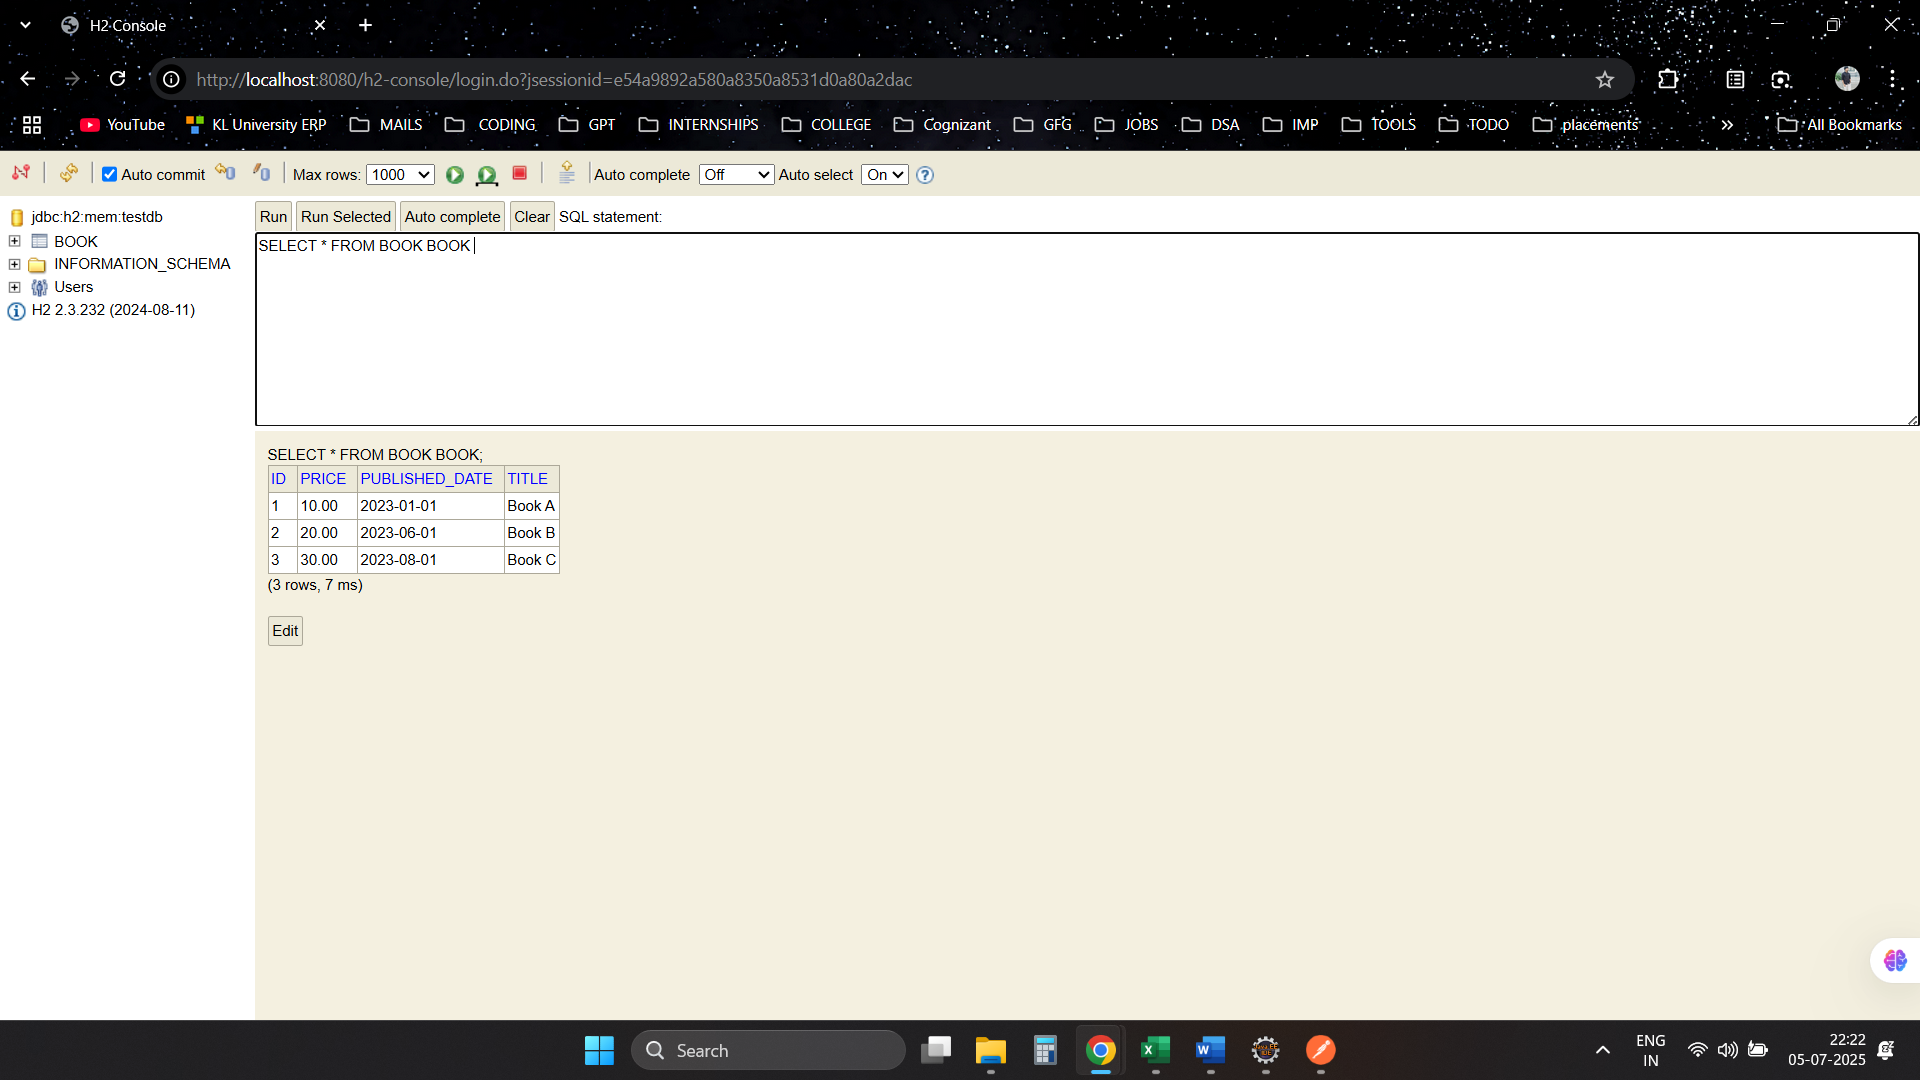 H2 Console
http://localhost:8080/h2-console/login.do?jsessionid=e54a9892a580a8350a8531d0a80a2dac
YouTube KL University ERP MAILS CODING GPT INTERNSHIPS COLLEGE Cognizant GFG JOBS DSA IMP TOOLS TODO placements All Bookmarks
Auto commit Max rows: 1000 Auto complete Off Auto select On
jdbc:h2:mem:testdb
BOOK
INFORMATION_SCHEMA
Users
H2 2.3.232 (2024-08-11)
Run Run Selected Auto complete Clear SQL statement:
SELECT * FROM BOOK BOOK
SELECT * FROM BOOK BOOK;
ID PRICE PUBLISHED_DATE TITLE
1 10.00 2023-01-01 Book A
2 20.00 2023-06-01 Book B
3 30.00 2023-08-01 Book C
(3 rows, 7 ms)
Edit
Search
ENG
IN
22:22
05-07-2025